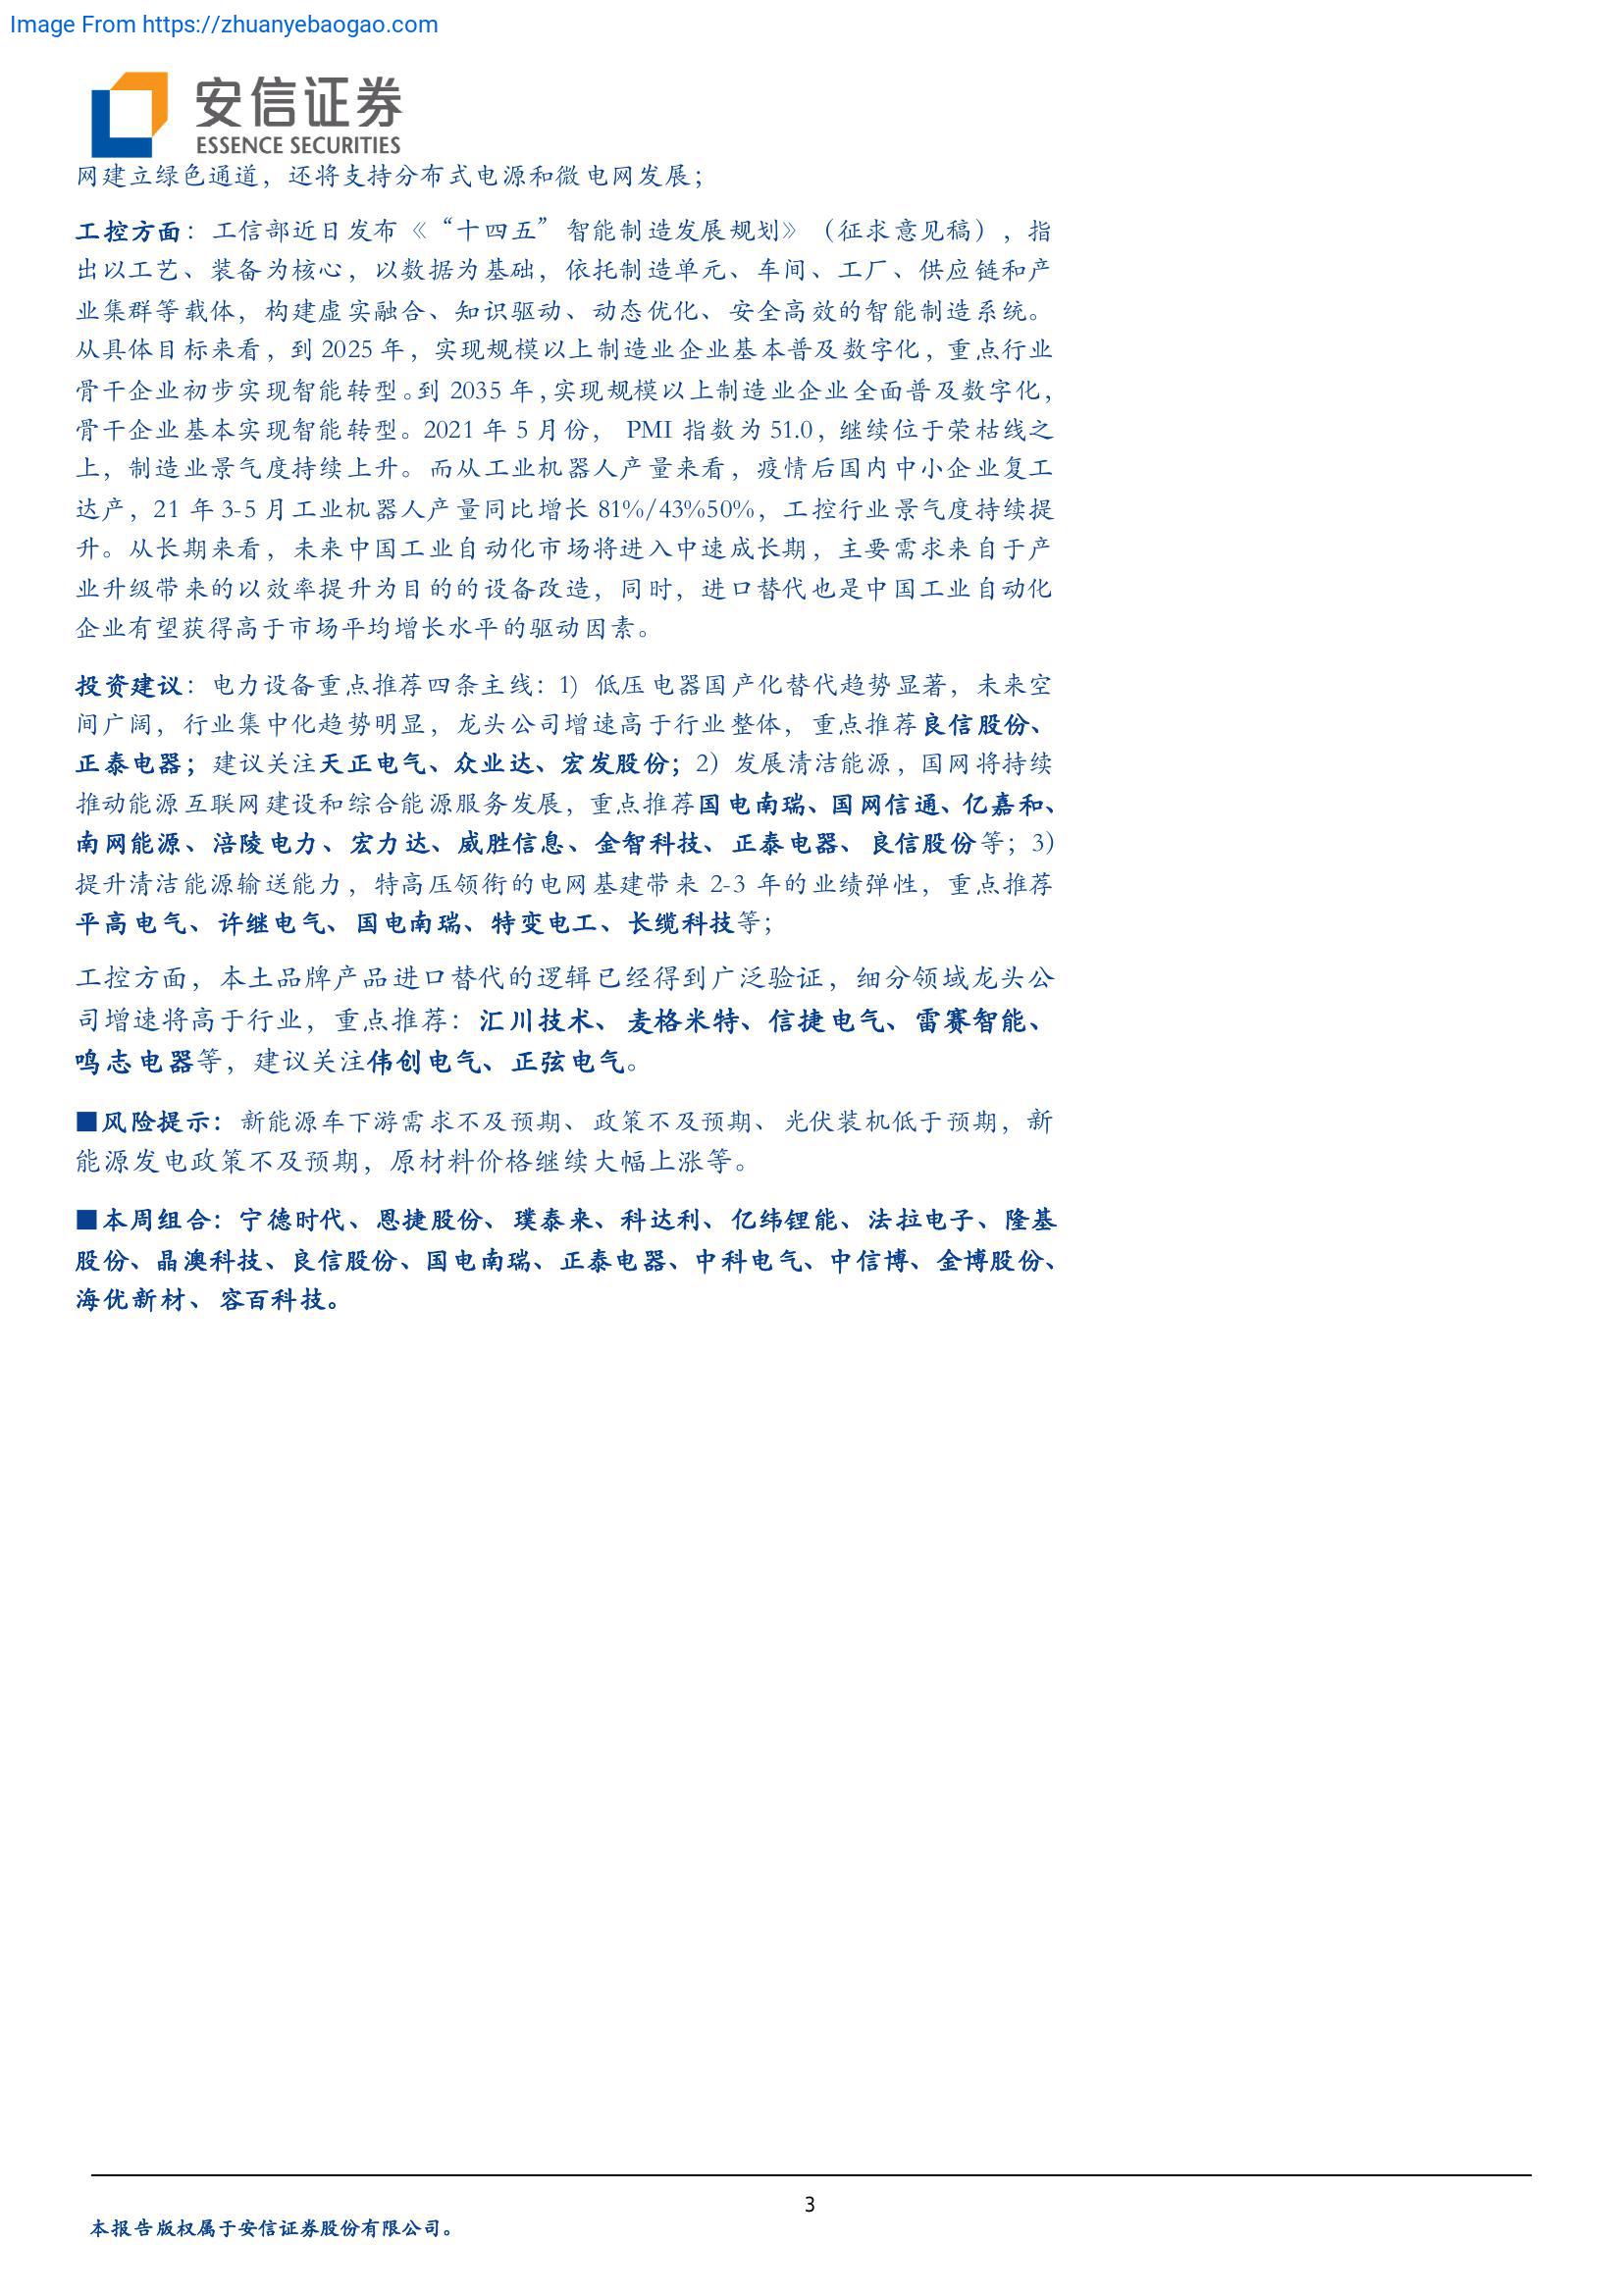 Image From https://zhuanyebaogao.com
安信证券
ESSENCE SECURITIES
网建立绿色通道，还将支持分布式电源和微电网发展；
工控方面：工信部近日发布《“十四五”智能制造发展规划》（征求意见稿），指
出以工艺、装备为核心，以数据为基础，依托制造单元、车间、工厂、供应链和产
业集群等载体，构建虚实融合、知识驱动、动态优化、安全高效的智能制造系统。
从具体目标来看，到 2025 年，实现规模以上制造业企业基本普及数字化，重点行业
骨干企业初步实现智能转型。到 2035 年，实现规模以上制造业企业全面普及数字化，
骨干企业基本实现智能转型。2021 年 5 月份， PMI 指数为 51.0，继续位于荣枯线之
上，制造业景气度持续上升。而从工业机器人产量来看，疫情后国内中小企业复工
达产，21 年 3-5 月工业机器人产量同比增长 81%/43%50%，工控行业景气度持续提
升。从长期来看，未来中国工业自动化市场将进入中速成长期，主要需求来自于产
业升级带来的以效率提升为目的的设备改造，同时，进口替代也是中国工业自动化
企业有望获得高于市场平均增长水平的驱动因素。
投资建议：电力设备重点推荐四条主线：1）低压电器国产化替代趋势显著，未来空
间广阔，行业集中化趋势明显，龙头公司增速高于行业整体，重点推荐良信股份、
正泰电器；建议关注天正电气、众业达、宏发股份；2）发展清洁能源，国网将持续
推动能源互联网建设和综合能源服务发展，重点推荐国电南瑞、国网信通、亿嘉和、
南网能源、涪陵电力、宏力达、威胜信息、金智科技、正泰电器、良信股份等；3）
提升清洁能源输送能力，特高压领衔的电网基建带来 2-3 年的业绩弹性，重点推荐
平高电气、许继电气、国电南瑞、特变电工、长缆科技等；
工控方面，本土品牌产品进口替代的逻辑已经得到广泛验证，细分领域龙头公
司增速将高于行业，重点推荐：汇川技术、麦格米特、信捷电气、雷赛智能、
鸣志电器等，建议关注伟创电气、正弦电气。
■风险提示：新能源车下游需求不及预期、政策不及预期、光伏装机低于预期，新
能源发电政策不及预期，原材料价格继续大幅上涨等。
■本周组合：宁德时代、恩捷股份、璞泰来、科达利、亿纬锂能、法拉电子、隆基
股份、晶澳科技、良信股份、国电南瑞、正泰电器、中科电气、中信博、金博股份、
海优新材、容百科技。
3
本报告版权属于安信证券股份有限公司。